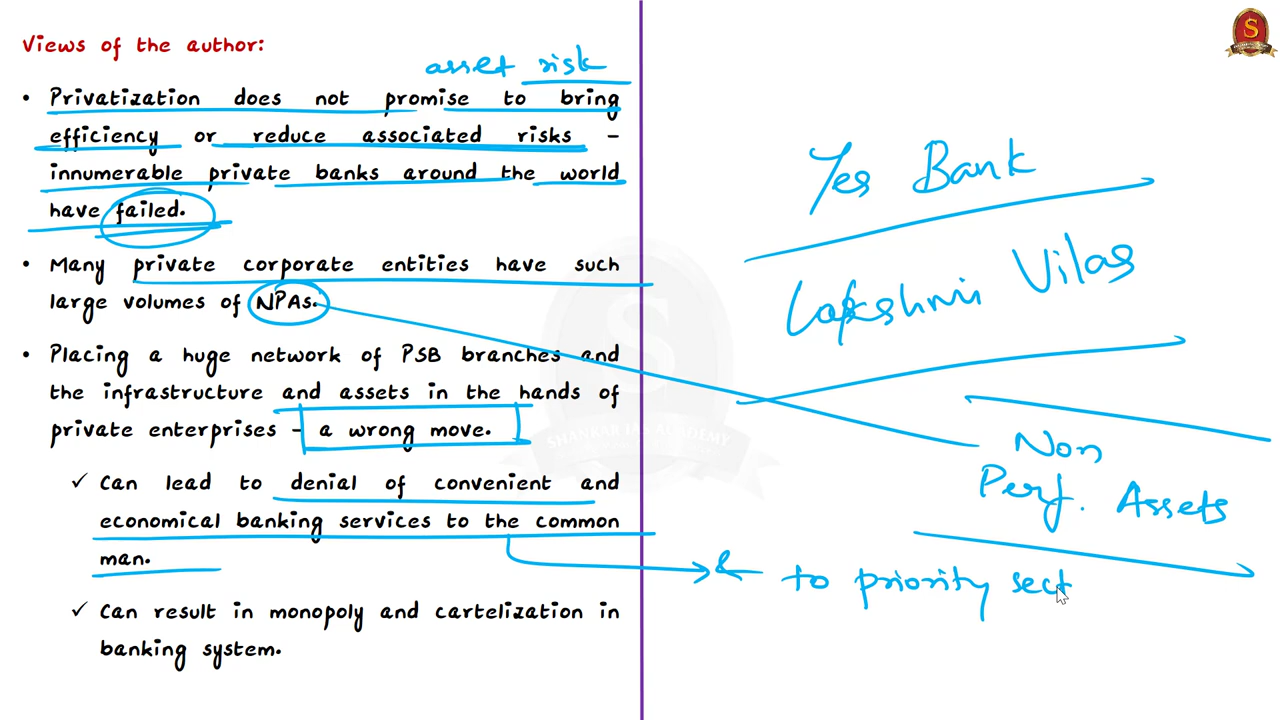 Views of the author:
asset risk
• Privatization does not promise to bring
efficiency or reduce associated risks –
innumerable private banks around the world
have failed.
• Many private corporate entities have such
large volumes of NPAs.
• Placing a huge network of PSB branches and
the infrastructure and assets in the hands of
private enterprises – a wrong move.
✓ Can lead to denial of convenient and
economical banking services to the common
man.
✓ Can result in monopoly and cartelization in
banking system.
Yes Bank
Lakshmi Vilas
Non
Perf. Assets
& to priority sect
S
SHANKAR IAS ACADEMY